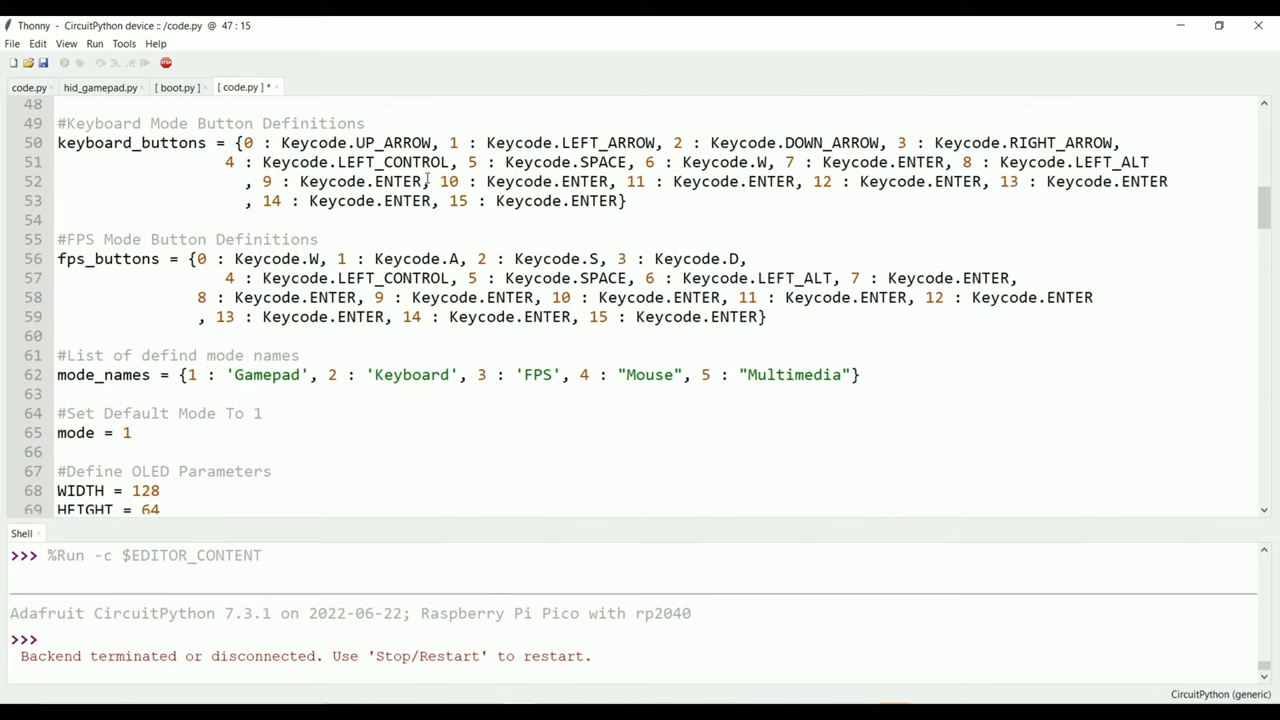 Thonny - CircuitPython device :: /code.py @ 47 : 15
File Edit View Run Tools Help
code.py hid_gamepad.py [ boot.py ] [ code.py ] *
48
49 #Keyboard Mode Button Definitions
50 keyboard_buttons = {0 : Keycode.UP_ARROW, 1 : Keycode.LEFT_ARROW, 2 : Keycode.DOWN_ARROW, 3 : Keycode.RIGHT_ARROW,
51 4 : Keycode.LEFT_CONTROL, 5 : Keycode.SPACE, 6 : Keycode.W, 7 : Keycode.ENTER, 8 : Keycode.LEFT_ALT
52 , 9 : Keycode.ENTER, 10 : Keycode.ENTER, 11 : Keycode.ENTER, 12 : Keycode.ENTER, 13 : Keycode.ENTER
53 , 14 : Keycode.ENTER, 15 : Keycode.ENTER}
54
55 #FPS Mode Button Definitions
56 fps_buttons = {0 : Keycode.W, 1 : Keycode.A, 2 : Keycode.S, 3 : Keycode.D,
57 4 : Keycode.LEFT_CONTROL, 5 : Keycode.SPACE, 6 : Keycode.LEFT_ALT, 7 : Keycode.ENTER,
58 8 : Keycode.ENTER, 9 : Keycode.ENTER, 10 : Keycode.ENTER, 11 : Keycode.ENTER, 12 : Keycode.ENTER
59 , 13 : Keycode.ENTER, 14 : Keycode.ENTER, 15 : Keycode.ENTER}
60
61 #List of defind mode names
62 mode_names = {1 : 'Gamepad', 2 : 'Keyboard', 3 : 'FPS', 4 : "Mouse", 5 : "Multimedia"}
63
64 #Set Default Mode To 1
65 mode = 1
66
67 #Define OLED Parameters
68 WIDTH = 128
69 HEIGHT = 64
Shell
>>> %Run -c $EDITOR_CONTENT
Adafruit CircuitPython 7.3.1 on 2022-06-22; Raspberry Pi Pico with rp2040
>>>
Backend terminated or disconnected. Use 'Stop/Restart' to restart.
CircuitPython (generic)